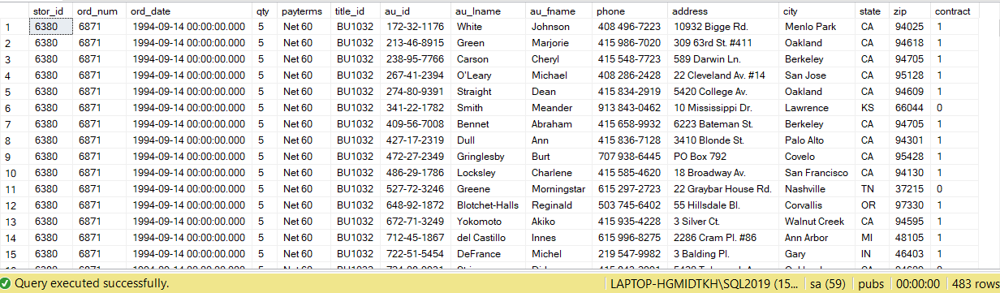 stor_id ord_num ord_date qty payterms title_id au_id au_lname au_fname phone address city state zip contract
1 6380 6871 1994-09-14 00:00:00.000 5 Net 60 BU1032 172-32-1176 White Johnson 408 496-7223 10932 Bigge Rd. Menlo Park CA 94025 1
2 6380 6871 1994-09-14 00:00:00.000 5 Net 60 BU1032 213-46-8915 Green Marjorie 415 986-7020 309 63rd St. #411 Oakland CA 94618 1
3 6380 6871 1994-09-14 00:00:00.000 5 Net 60 BU1032 238-95-7766 Carson Cheryl 415 548-7723 589 Darwin Ln. Berkeley CA 94705 1
4 6380 6871 1994-09-14 00:00:00.000 5 Net 60 BU1032 267-41-2394 O'Leary Michael 408 286-2428 22 Cleveland Av. #14 San Jose CA 95128 1
5 6380 6871 1994-09-14 00:00:00.000 5 Net 60 BU1032 274-80-9391 Straight Dean 415 834-2919 5420 College Av. Oakland CA 94609 1
6 6380 6871 1994-09-14 00:00:00.000 5 Net 60 BU1032 341-22-1782 Smith Meander 913 843-0462 10 Mississippi Dr. Lawrence KS 66044 0
7 6380 6871 1994-09-14 00:00:00.000 5 Net 60 BU1032 409-56-7008 Bennet Abraham 415 658-9932 6223 Bateman St. Berkeley CA 94705 1
8 6380 6871 1994-09-14 00:00:00.000 5 Net 60 BU1032 427-17-2319 Dull Ann 415 836-7128 3410 Blonde St. Palo Alto CA 94301 1
9 6380 6871 1994-09-14 00:00:00.000 5 Net 60 BU1032 472-27-2349 Gringlesby Burt 707 938-6445 PO Box 792 Covelo CA 95428 1
10 6380 6871 1994-09-14 00:00:00.000 5 Net 60 BU1032 486-29-1786 Locksley Charlene 415 585-4620 18 Broadway Av. San Francisco CA 94130 1
11 6380 6871 1994-09-14 00:00:00.000 5 Net 60 BU1032 527-72-3246 Greene Morningstar 615 297-2723 22 Graybar House Rd. Nashville TN 37215 0
12 6380 6871 1994-09-14 00:00:00.000 5 Net 60 BU1032 648-92-1872 Blotchet-Halls Reginald 503 745-6402 55 Hillsdale Bl. Corvallis OR 97330 1
13 6380 6871 1994-09-14 00:00:00.000 5 Net 60 BU1032 672-71-3249 Yokomoto Akiko 415 935-4228 3 Silver Ct. Walnut Creek CA 94595 1
14 6380 6871 1994-09-14 00:00:00.000 5 Net 60 BU1032 712-45-1867 del Castillo Innes 615 996-8275 2286 Cram Pl. #86 Ann Arbor MI 48105 1
15 6380 6871 1994-09-14 00:00:00.000 5 Net 60 BU1032 722-51-5454 DeFrance Michel 219 547-9982 3 Balding Pl. Gary IN 46403 1
Query executed successfully. LAPTOP-HGMIDTKH\SQL2019 (15... sa (59) pubs 00:00:00 483 rows